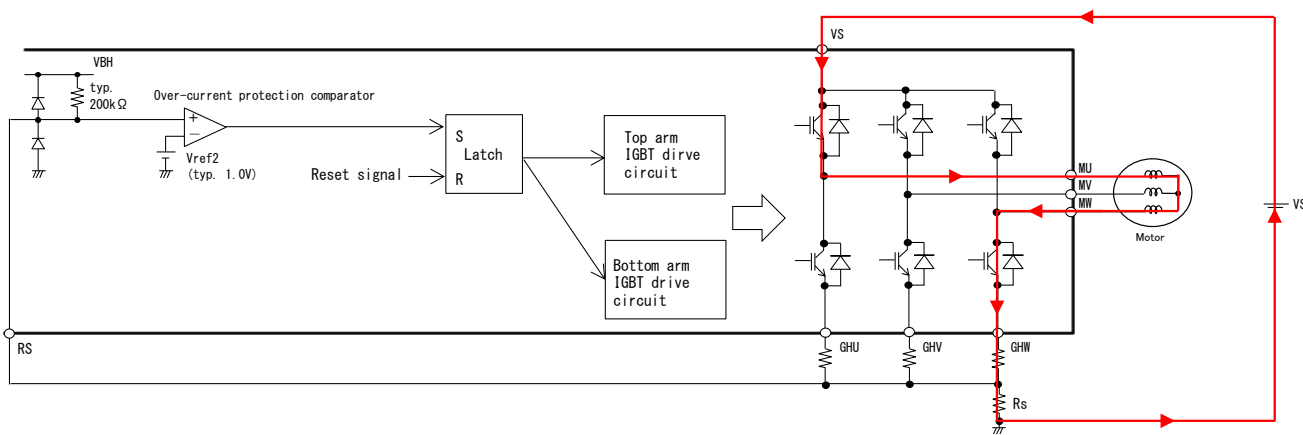 VS
VBH
typ.
200kΩ
Over-current protection comparator
+
−
Vref2
(typ. 1.0V)
S
Latch
R
Reset signal
Top arm
IGBT dirve
circuit
Bottom arm
IGBT drive
circuit
MU
MV
MW
Motor
VS
RS
GHU
GHV
GHW
Rs